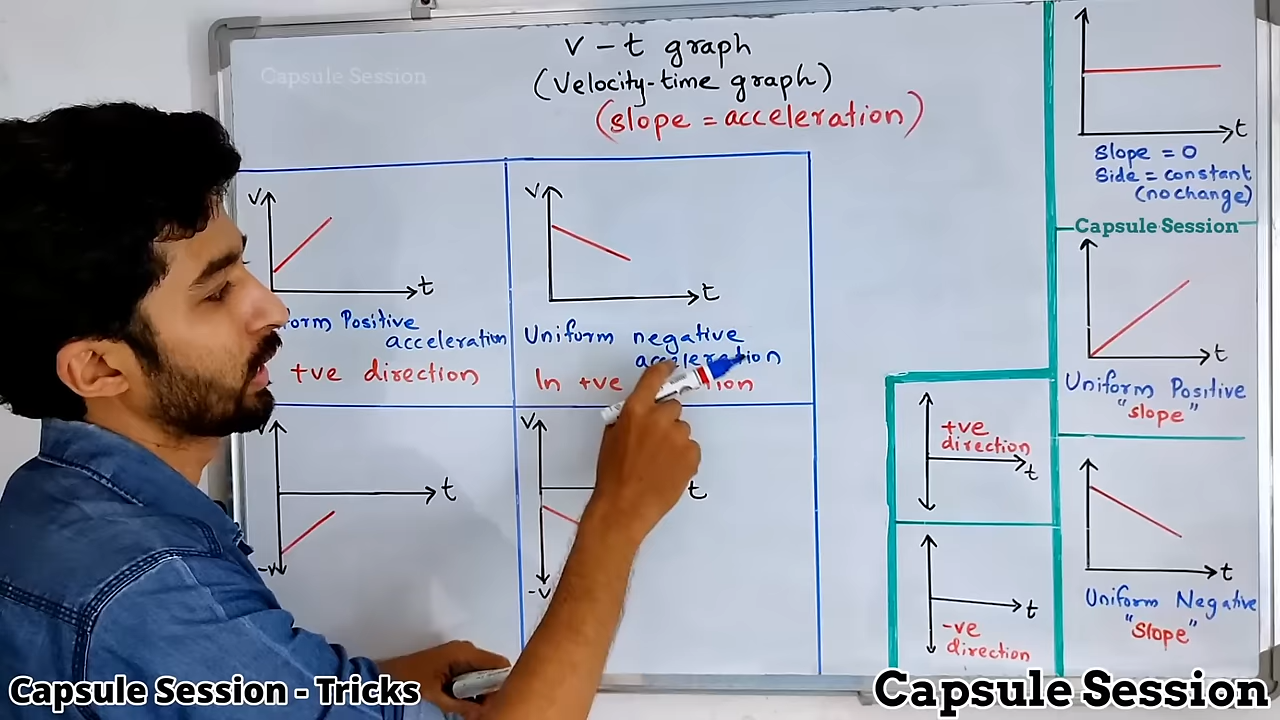 v - t graph
(Velocity-time graph)
(slope = acceleration)
Capsule Session
V
t
Positive
acceleration
+ve direction
V
t
Uniform negative
acceleration
In +ve
V
t
-v
V
t
-v
+ve
direction
t
t
-ve
direction
t
Slope = 0
Side = constant
(no change)
Capsule Session
t
Uniform Positive
"slope"
t
Uniform Negative
"Slope"
Capsule Session - Tricks
Capsule Session